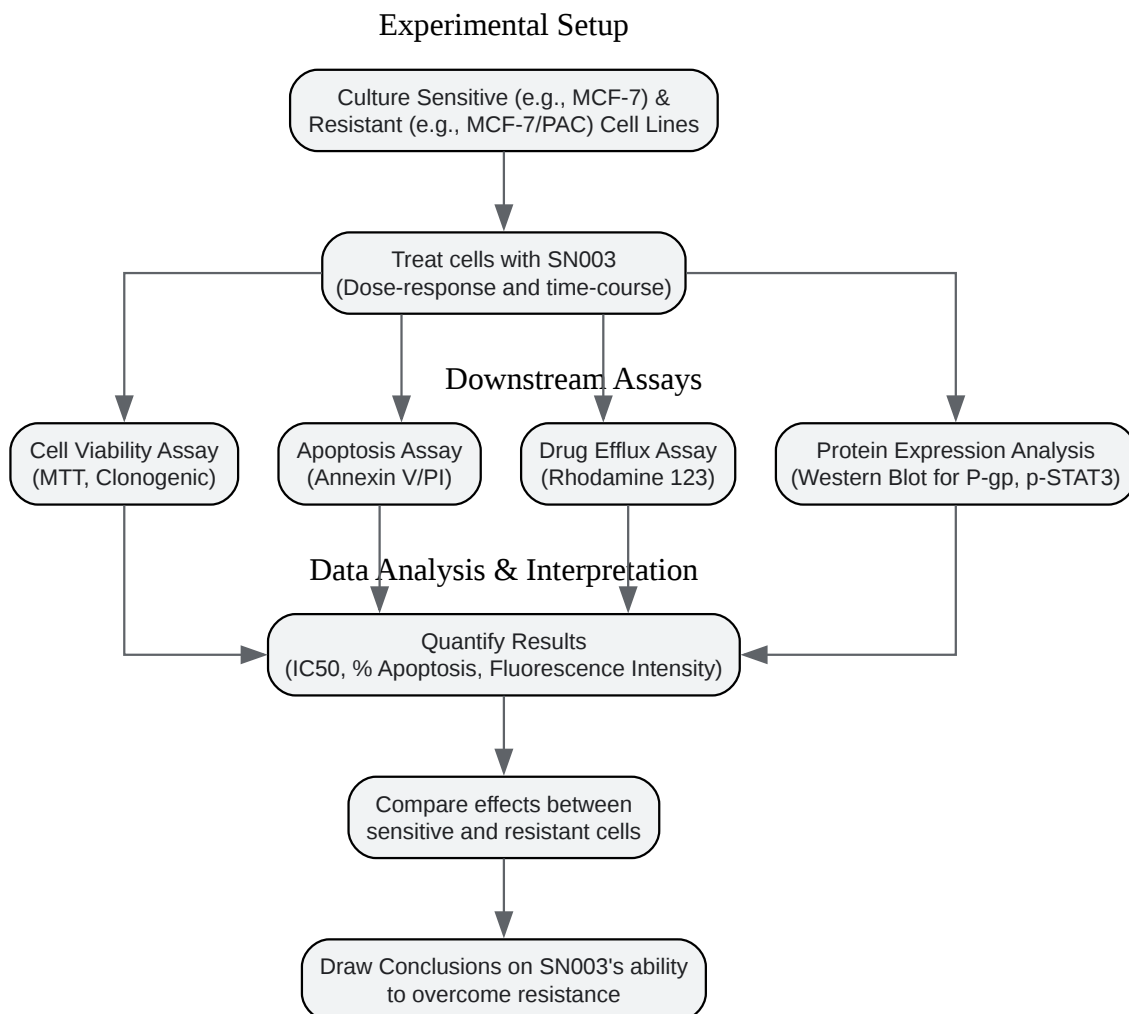 Experimental Setup
Culture Sensitive (e.g., MCF-7) &
Resistant (e.g., MCF-7/PAC) Cell Lines
Treat cells with SN003
(Dose-response and time-course)
Downstream Assays
Cell Viability Assay
(MTT, Clonogenic)
Apoptosis Assay
(Annexin V/PI)
Drug Efflux Assay
(Rhodamine 123)
Protein Expression Analysis
(Western Blot for P-gp, p-STAT3)
Data Analysis & Interpretation
Quantify Results
(IC50, % Apoptosis, Fluorescence Intensity)
Compare effects between
sensitive and resistant cells
Draw Conclusions on SN003's ability
to overcome resistance